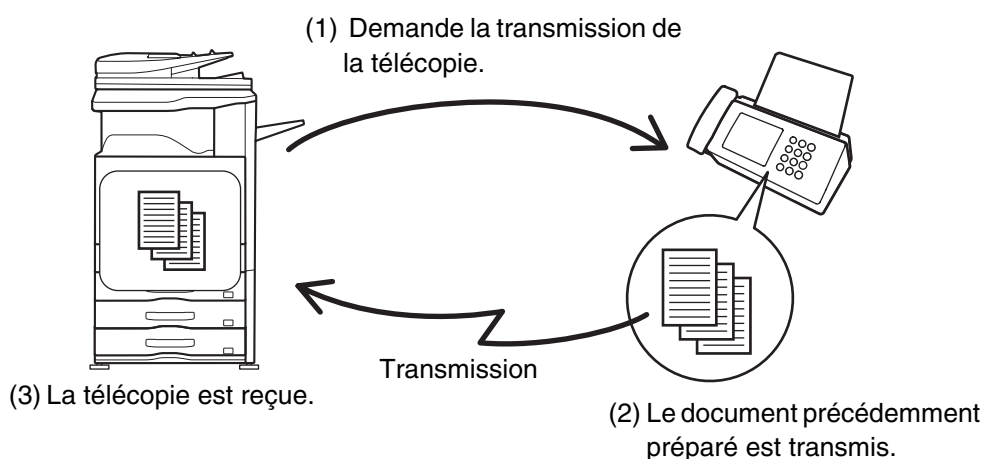 (1) Demande la transmission de
la télécopie.
Transmission
(3) La télécopie est reçue.
(2) Le document précédemment
préparé est transmis.